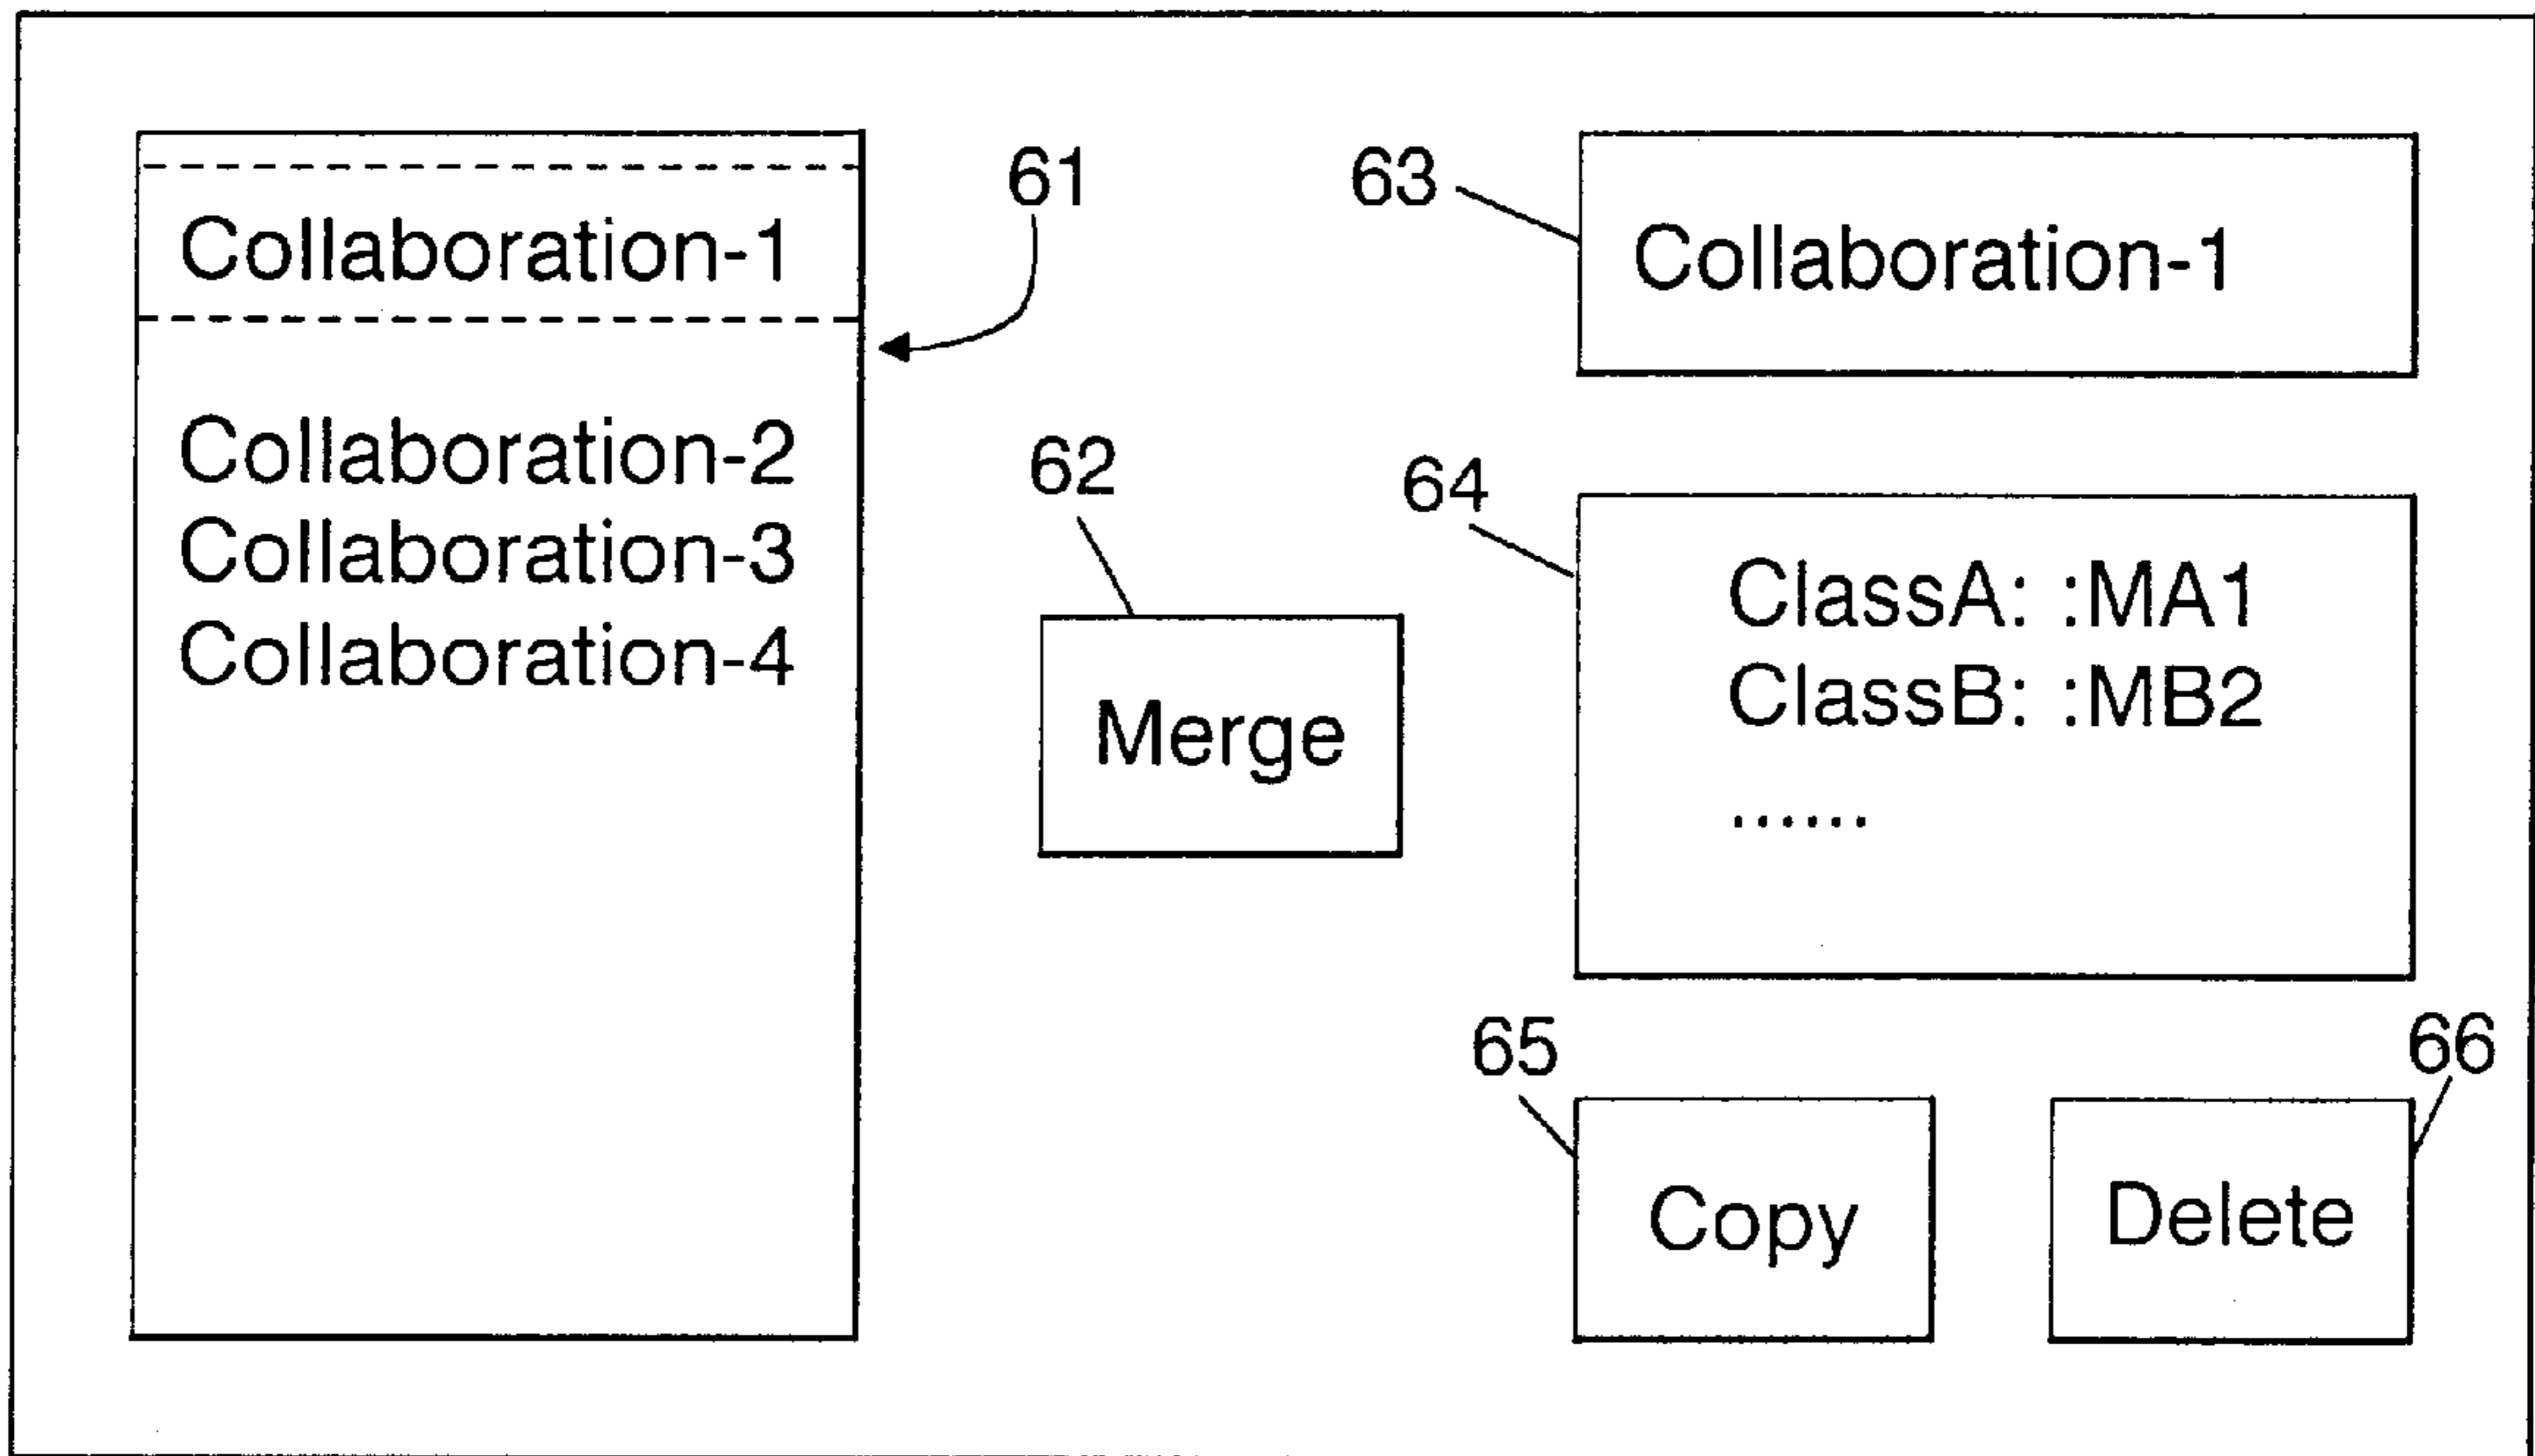 Collaboration-1
Collaboration-2
Collaboration-3
Collaboration-4
61
62
Merge
63
Collaboration-1
64
ClassA: :MA1
ClassB: :MB2
......
65
Copy
66
Delete